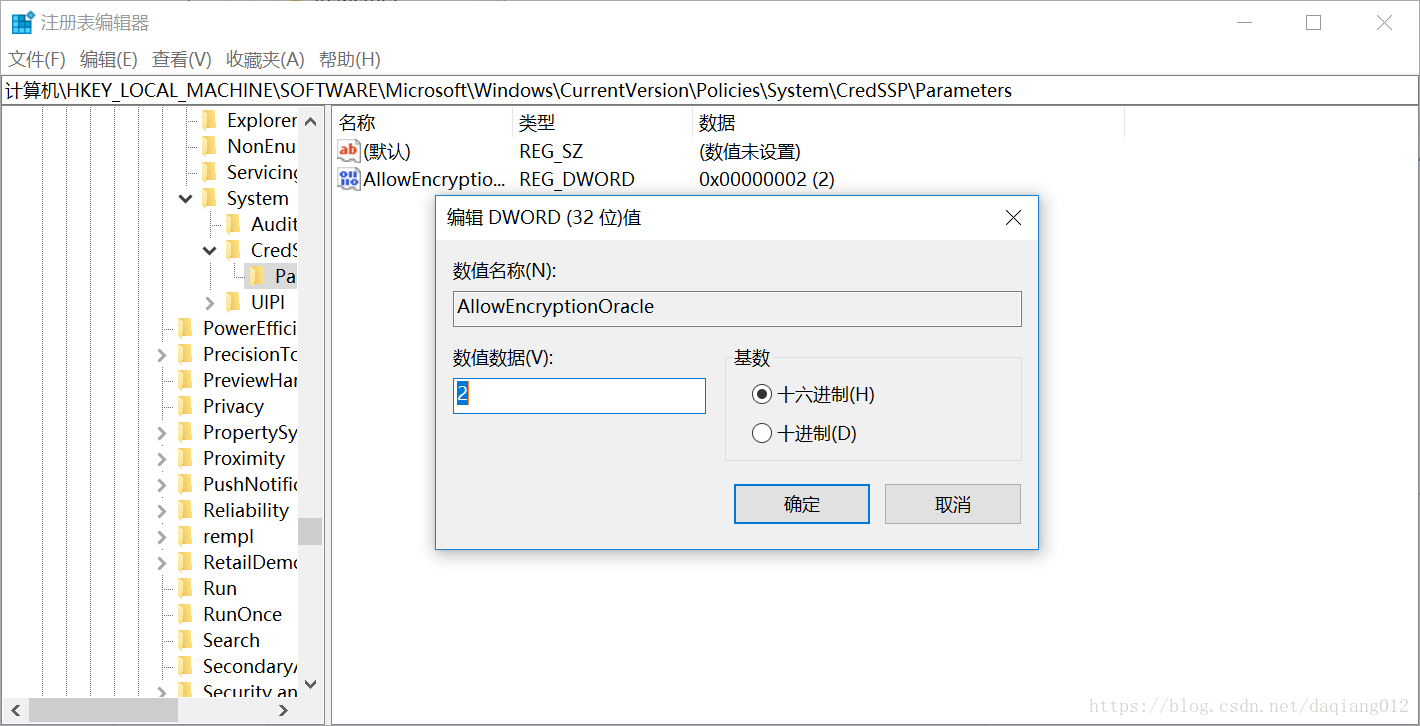 注册表编辑器
文件(F) 编辑(E) 查看(V) 收藏夹(A) 帮助(H)
计算机\HKEY_LOCAL_MACHINE\SOFTWARE\Microsoft\Windows\CurrentVersion\Policies\System\CredSSP\Parameters
Explorer
NonEnu
Servicing
System
Audit
CredS
Pa
UIPI
PowerEffici
PrecisionTo
PreviewHan
Privacy
PropertySy
Proximity
PushNotific
Reliability
rempl
RetailDemo
Run
RunOnce
Search
SecondaryA
Security an
名称 类型 数据
ab (默认) REG_SZ (数值未设置)
AllowEncryptio... REG_DWORD 0x00000002 (2)
编辑 DWORD (32 位)值
数值名称(N):
AllowEncryptionOracle
数值数据(V):
2
基数
十六进制(H)
十进制(D)
确定 取消
https://blog.csdn.net/daqiang012